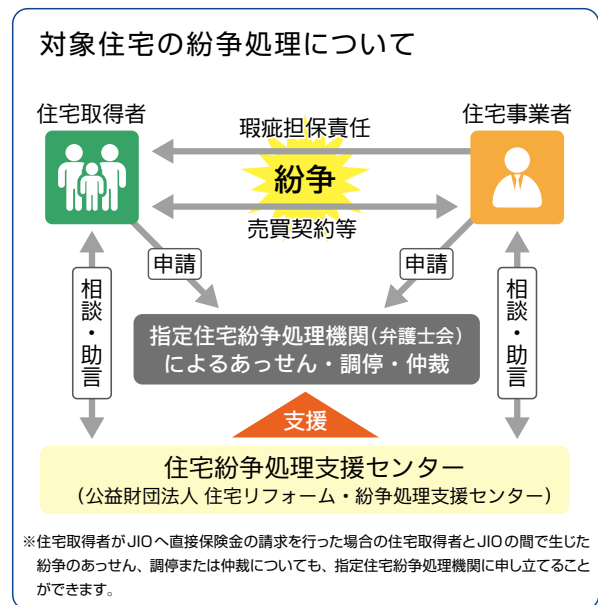 対象住宅の紛争処理について
住宅取得者
住宅事業者
瑕疵担保責任
紛争
売買契約等
申請
申請
相談・助言
相談・助言
指定住宅紛争処理機関(弁護士会)
によるあっせん・調停・仲裁
支援
住宅紛争処理支援センター
(公益財団法人 住宅リフォーム・紛争処理支援センター)
※住宅取得者がJIOへ直接保険金の請求を行った場合の住宅取得者とJIOの間で生じた
紛争のあっせん、調停または仲裁についても、指定住宅紛争処理機関に申し立てること
ができます。